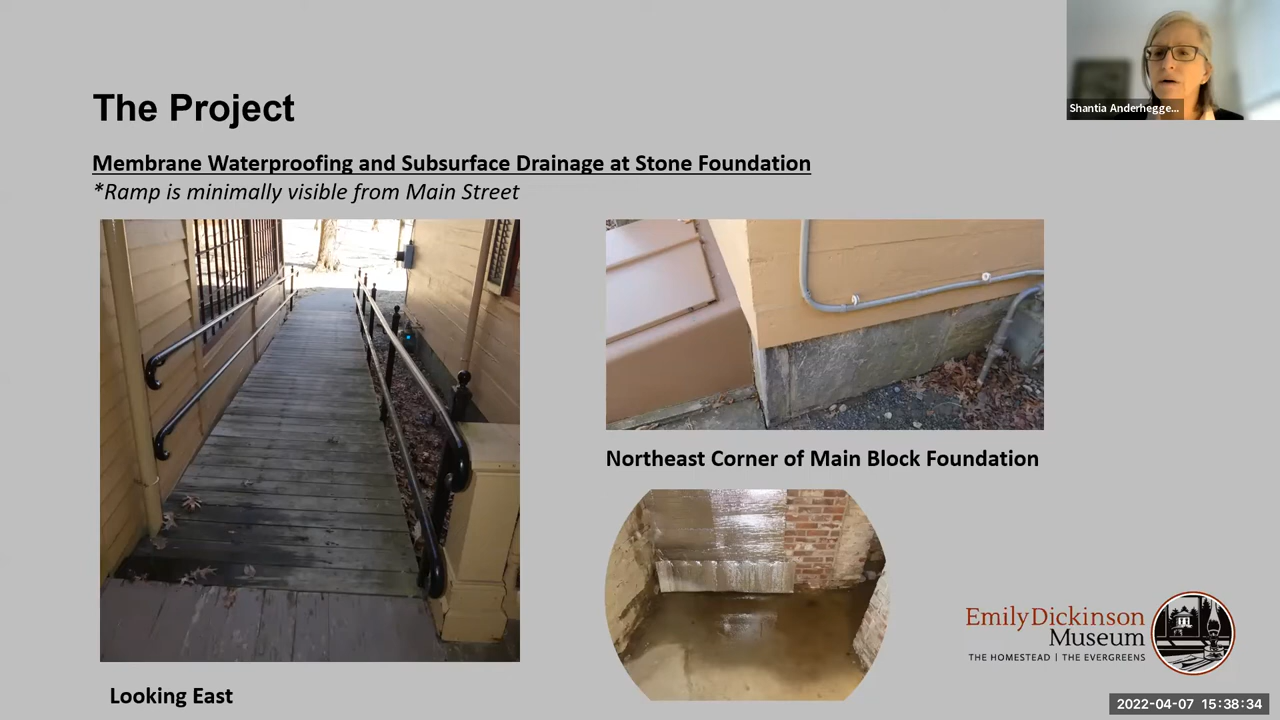 The Project
Shantia Anderhegge...
Membrane Waterproofing and Subsurface Drainage at Stone Foundation
*Ramp is minimally visible from Main Street
Northeast Corner of Main Block Foundation
EmilyDickinson
Museum
THE HOMESTEAD | THE EVERGREENS
Looking East
2022-04-07 15:38:34